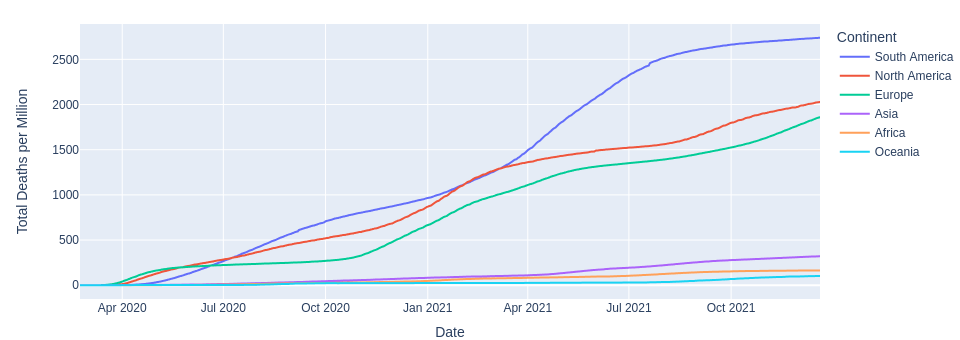 Continent
South America
North America
Europe
Asia
Africa
Oceania
Total Deaths per Million
2500
2000
1500
1000
500
0
Apr 2020
Jul 2020
Oct 2020
Jan 2021
Apr 2021
Jul 2021
Oct 2021
Date